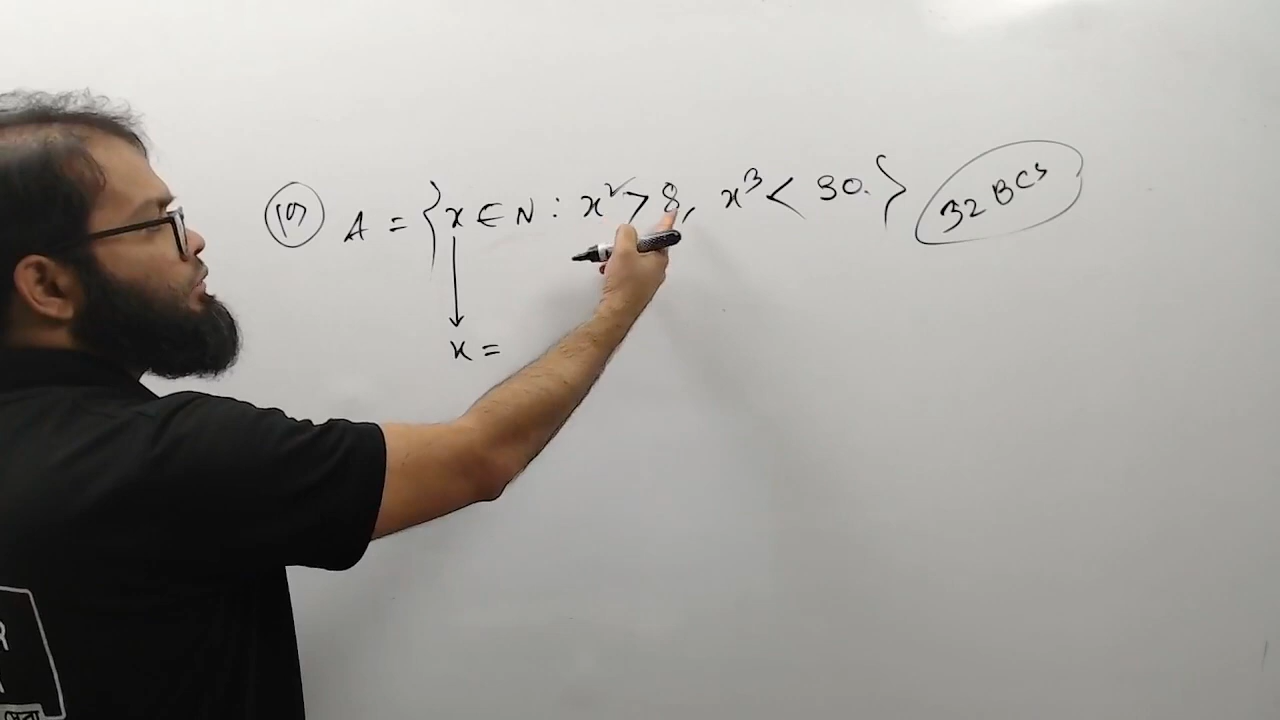 (10) A = { x ∈ N : x² > 8, x³ < 30. } 32 BCS
x =